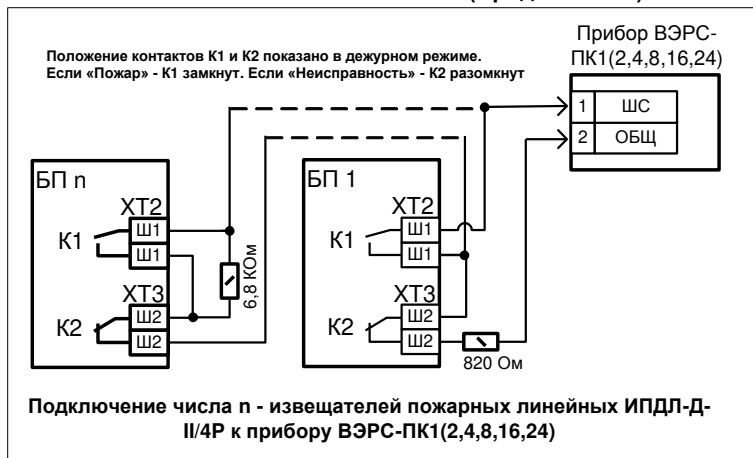 Положение контактов К1 и К2 показано в дежурном режиме.
Если «Пожар» - К1 замкнут. Если «Неисправность» - К2 разомкнут
Прибор ВЭРС-
ПК1(2,4,8,16,24)
1 ШС
2 ОБЩ
БП n
ХТ2
К1
Ш1
Ш1
6,8 КОм
ХТ3
К2
Ш2
Ш2
БП 1
ХТ2
К1
Ш1
Ш1
ХТ3
К2
Ш2
Ш2
820 Ом
Подключение числа n - извещателей пожарных линейных ИПДЛ-Д-
II/4Р к прибору ВЭРС-ПК1(2,4,8,16,24)